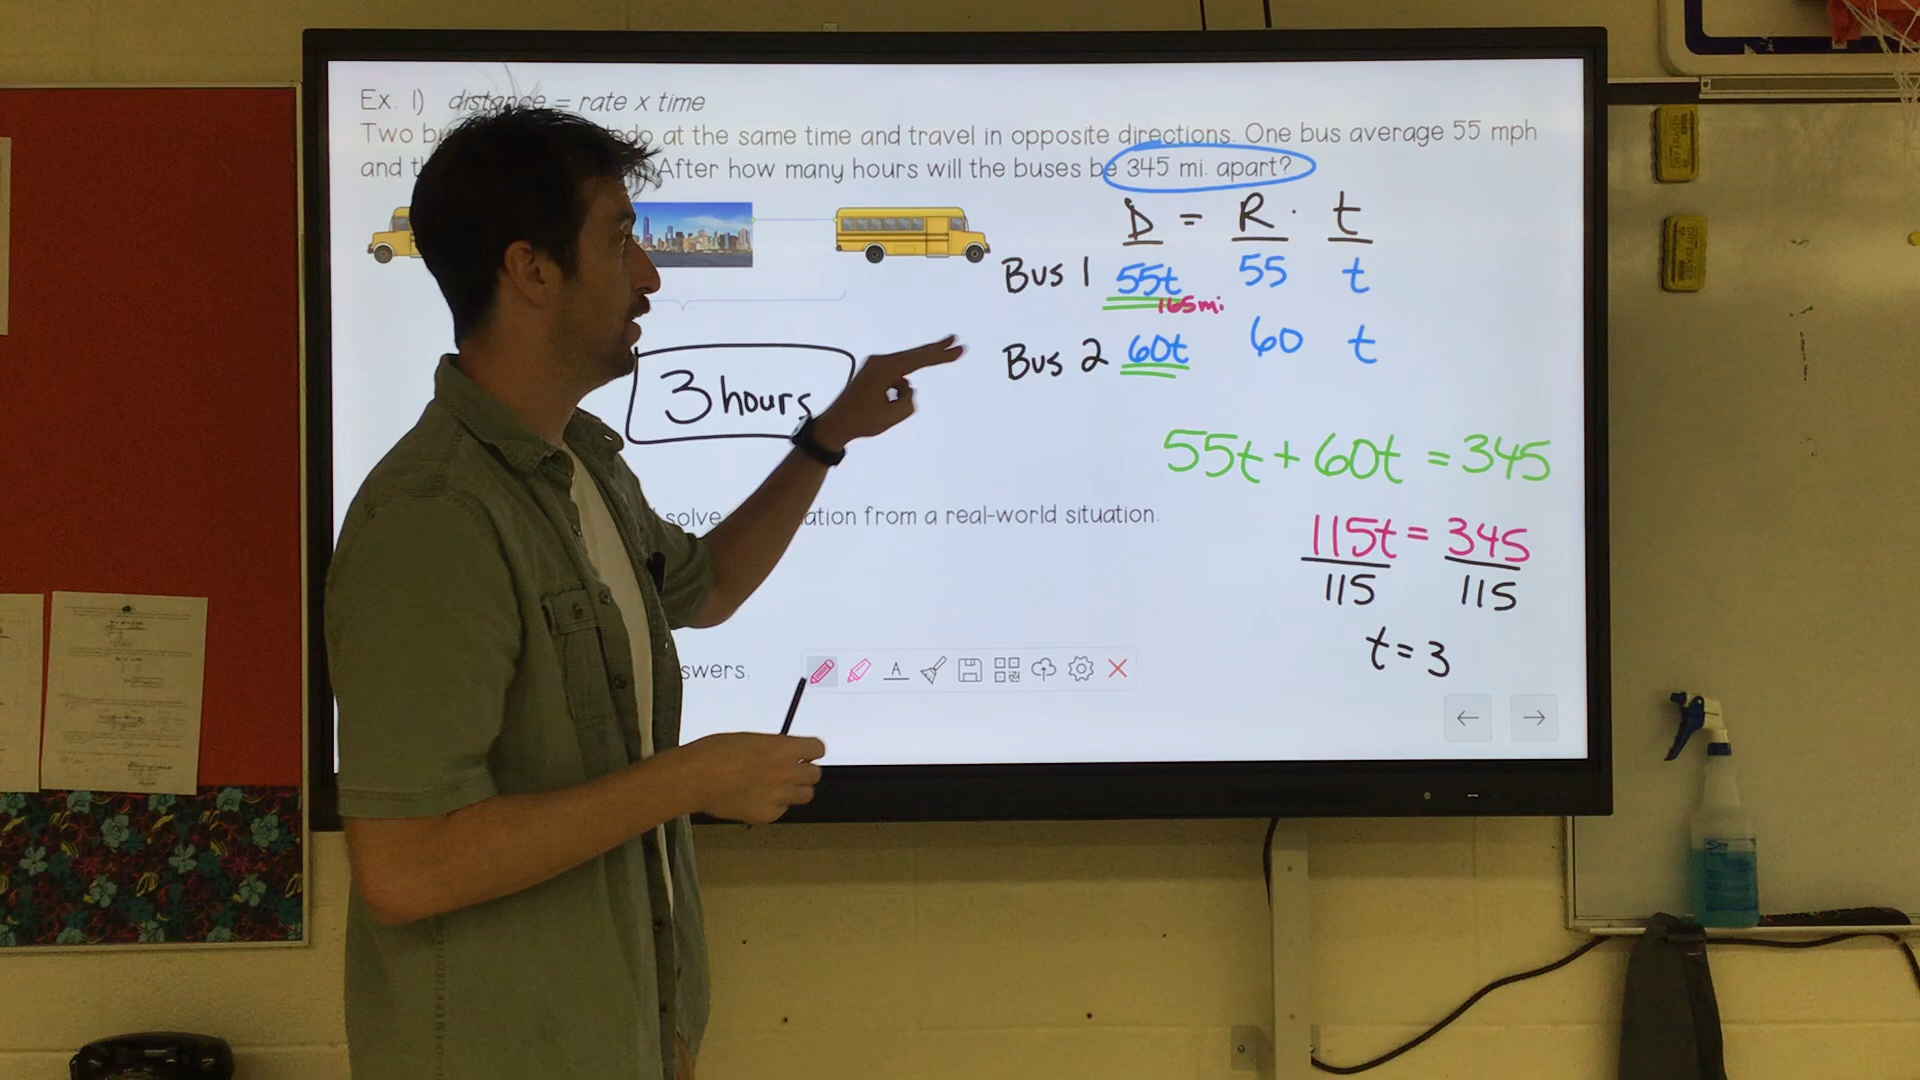 Ex. 1) distance = rate x time
Two do at the same time and travel in opposite directions. One bus average 55 mph
and After how many hours will the buses be 345 mi. apart?
D = R · t
Bus 1 55t 55 t
165mi
Bus 2 60t 60 t
3 hours
55t + 60t = 345
solve ation from a real-world situation.
115t = 345
115 115
t = 3
swers.
A